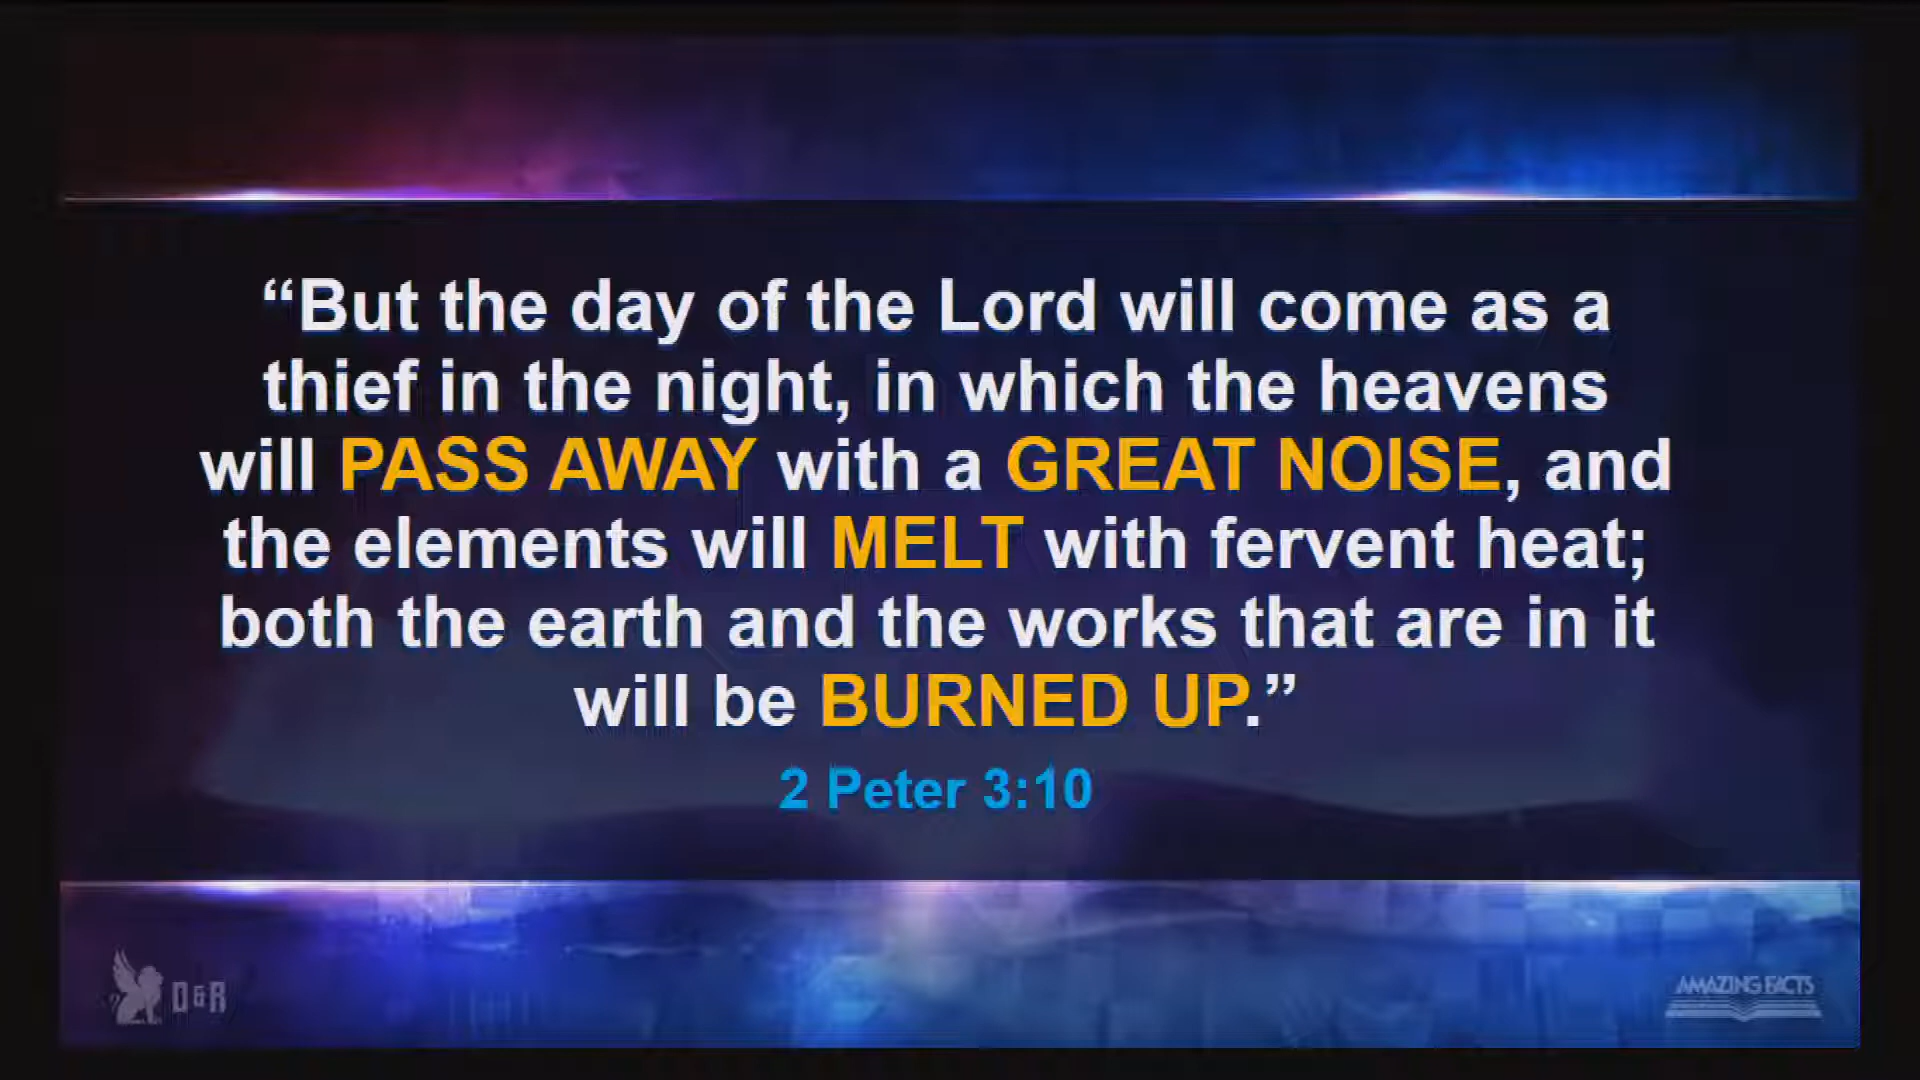 “But the day of the Lord will come as a
thief in the night, in which the heavens
will PASS AWAY with a GREAT NOISE, and
the elements will MELT with fervent heat;
both the earth and the works that are in it
will be BURNED UP.”
2 Peter 3:10
D&R
AMAZING FACTS